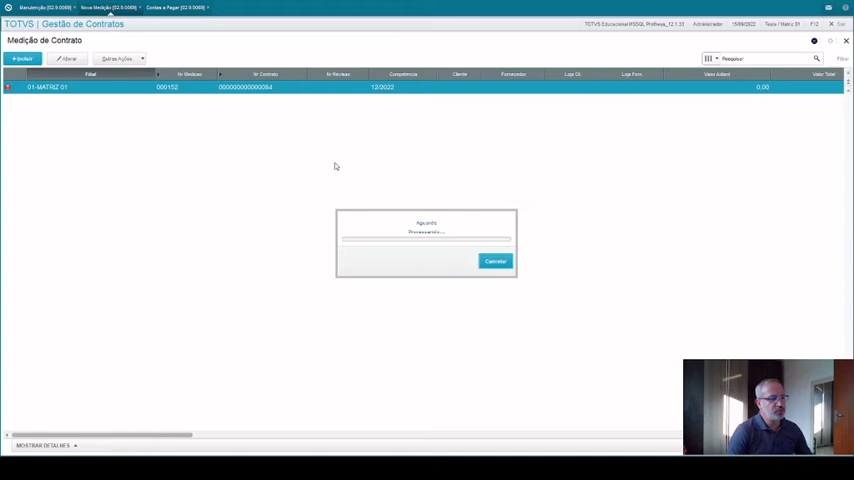 Manutenção [02.9.0069] Nova Medição [02.9.0069] Contas a Pagar [02.9.0069]
TOTVS | Gestão de Contratos TOTVS Educacional MSSQL Protheus_12.1.33 Administrador 15/09/2022 Teste / Matriz 01 F12 Sair
Medição de Contrato
+Incluir Alterar Outras Ações Pesquisar Filtrar
Filial Nr Medicao Nr Contrato Nr Revisao Competência Cliente Fornecedor Loja Cli. Loja Forn. Valor Adiant Valor Total
01-MATRIZ 01 000152 000000000000084 12/2022 0,00
Aguarde
Processando...
Cancelar
MOSTRAR DETALHES